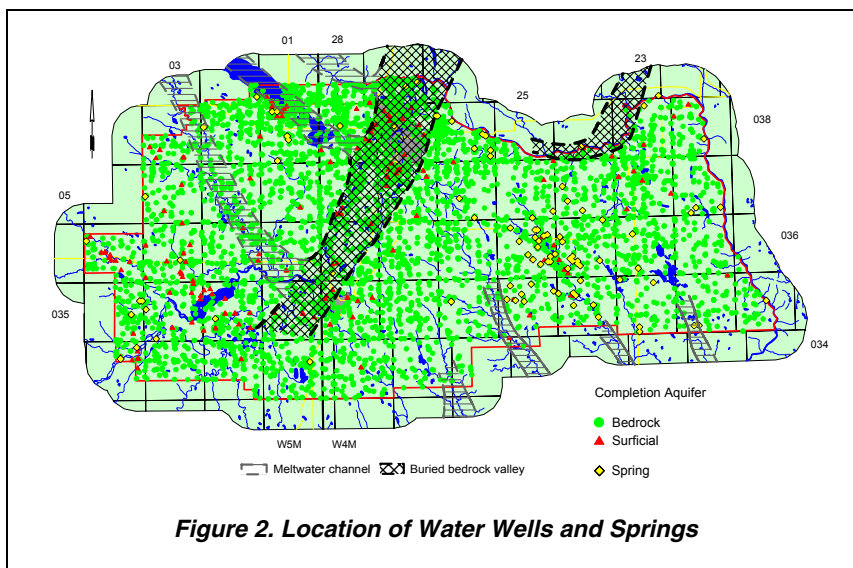 28
01
03
23
25
038
05
036
035
034
Completion Aquifer
Bedrock
Surficial
Spring
W5M W4M
Meltwater channel Buried bedrock valley
Figure 2. Location of Water Wells and Springs